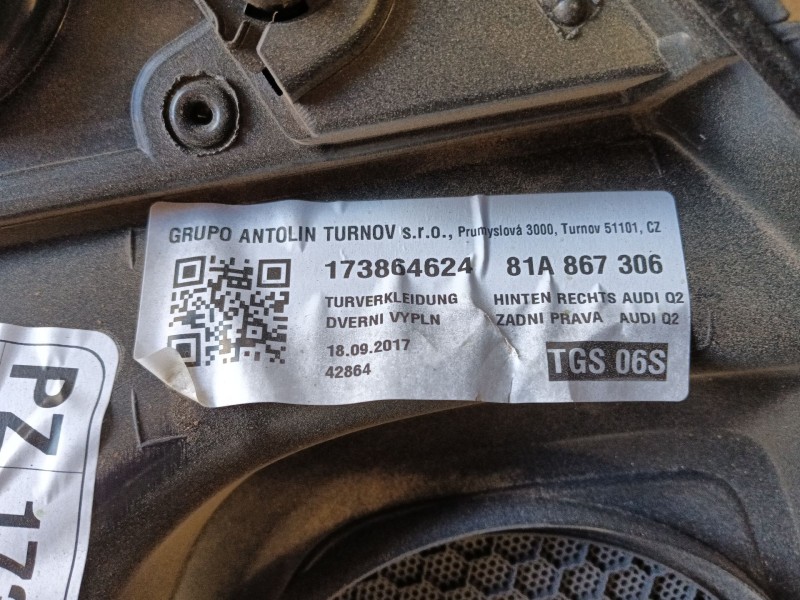 GRUPO ANTOLIN TURNOV s.r.o., Prumyslová 3000, Turnov 51101, CZ
173864624 81A 867 306
TURVERKLEIDUNG HINTEN RECHTS AUDI Q2
DVERNI VYPLN ZADNI PRAVA AUDI Q2
18.09.2017
42864
TGS 06S
PZ 173